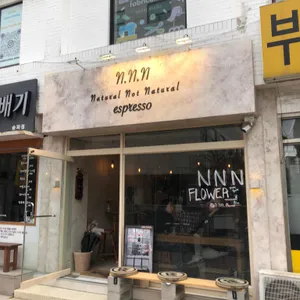 n.n.n
Natural Not Natural
espresso
배기
부
NNN
FLOWER